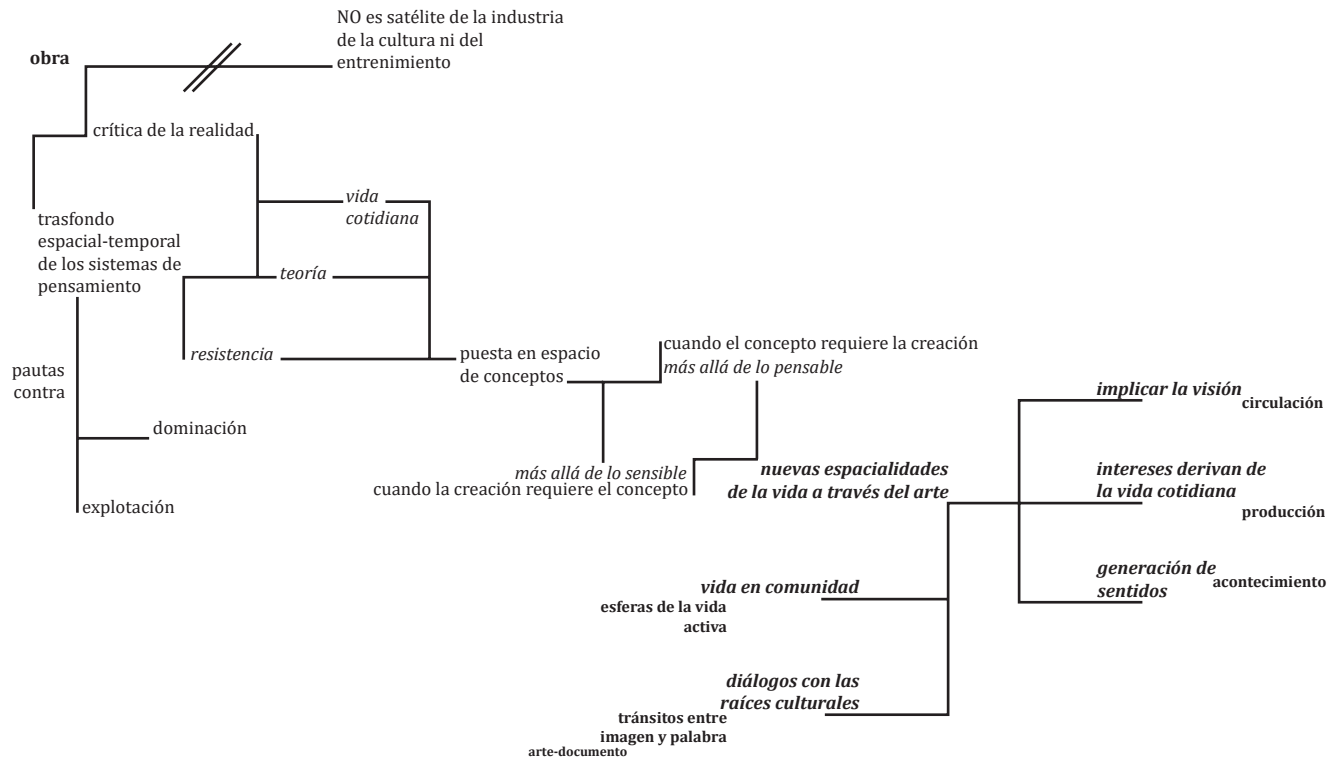 NO es satélite de la industria
de la cultura ni del
entrenimiento
obra
crítica de la realidad
vida
cotidiana
trasfondo
espacial-temporal
de los sistemas de
pensamiento
teoría
resistencia
puesta en espacio
de conceptos
cuando el concepto requiere la creación
más allá de lo pensable
pautas
contra
dominación
explotación
más allá de lo sensible
cuando la creación requiere el concepto
nuevas espacialidades
de la vida a través del arte
implicar la visión
circulación
intereses derivan de
la vida cotidiana
producción
generación de
sentidos
acontecimiento
vida en comunidad
esferas de la vida
activa
diálogos con las
raíces culturales
tránsitos entre
imagen y palabra
arte-documento